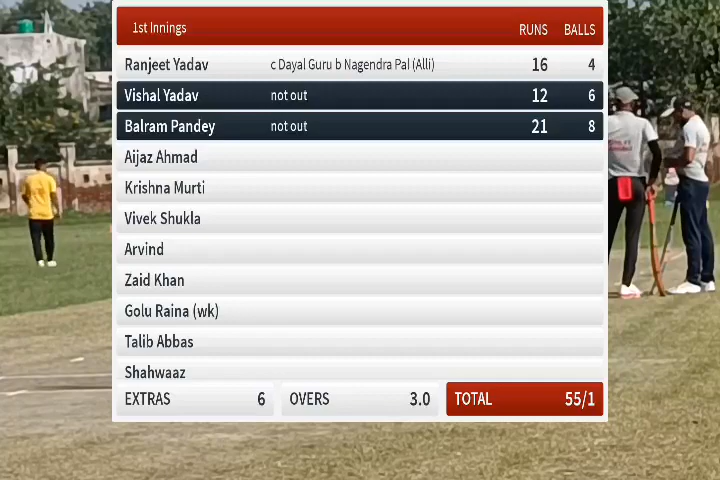 1st Innings RUNS BALLS
Ranjeet Yadav c Dayal Guru b Nagendra Pal (Alli) 16 4
Vishal Yadav not out 12 6
Balram Pandey not out 21 8
Aijaz Ahmad
Krishna Murti
Vivek Shukla
Arvind
Zaid Khan
Golu Raina (wk)
Talib Abbas
Shahwaaz
EXTRAS 6 OVERS 3.0 TOTAL 55/1